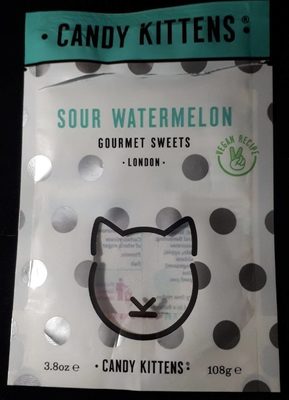 · CANDY KITTENS®
SOUR WATERMELON
GOURMET SWEETS
· LONDON ·
VEGAN RECIPE
3.8oz e · CANDY KITTENS® 108g e